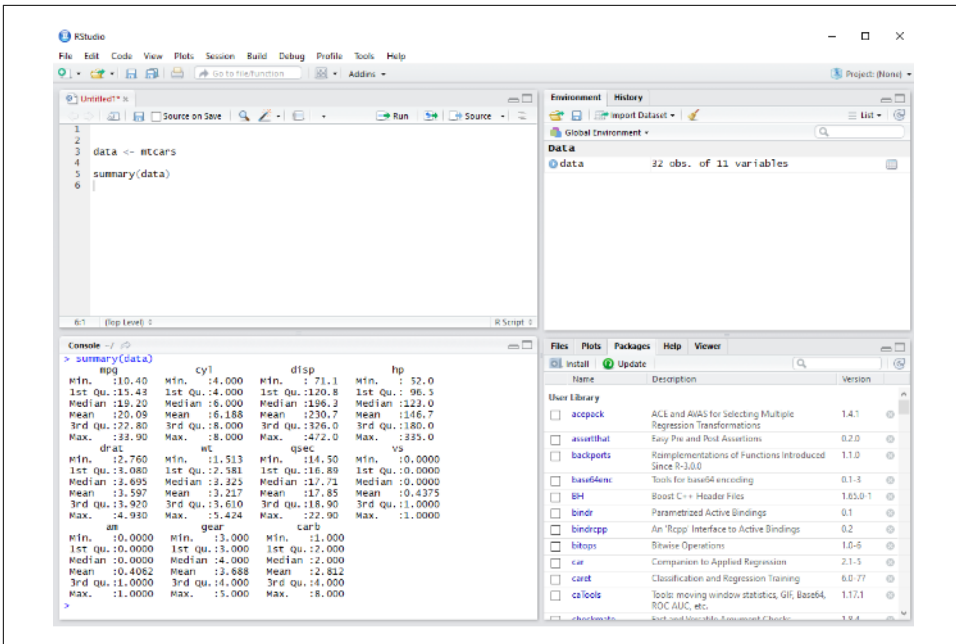 RStudio
File Edit Code View Plots Session Build Debug Profile Tools Help
Go to file/function Addins Project: (None)
Untitled1*
Source on Save Run Source
1
2
3 data <- mtcars
4
5 summary(data)
6
6:1 (Top Level) R Script
Console ~/
> summary(data)
mpg cyl disp hp
Min. :10.40 Min. :4.000 Min. : 71.1 Min. : 52.0
1st Qu.:15.43 1st Qu.:4.000 1st Qu.:120.8 1st Qu.: 96.5
Median :19.20 Median :6.000 Median :196.3 Median :123.0
Mean :20.09 Mean :6.188 Mean :230.7 Mean :146.7
3rd Qu.:22.80 3rd Qu.:8.000 3rd Qu.:326.0 3rd Qu.:180.0
Max. :33.90 Max. :8.000 Max. :472.0 Max. :335.0
drat wt qsec vs
Min. :2.760 Min. :1.513 Min. :14.50 Min. :0.0000
1st Qu.:3.080 1st Qu.:2.581 1st Qu.:16.89 1st Qu.:0.0000
Median :3.695 Median :3.325 Median :17.71 Median :0.0000
Mean :3.597 Mean :3.217 Mean :17.85 Mean :0.4375
3rd Qu.:3.920 3rd Qu.:3.610 3rd Qu.:18.90 3rd Qu.:1.0000
Max. :4.930 Max. :5.424 Max. :22.90 Max. :1.0000
am gear carb
Min. :0.0000 Min. :3.000 Min. :1.000
1st Qu.:0.0000 1st Qu.:3.000 1st Qu.:2.000
Median :0.0000 Median :4.000 Median :2.000
Mean :0.4062 Mean :3.688 Mean :2.812
3rd Qu.:1.0000 3rd Qu.:4.000 3rd Qu.:4.000
Max. :1.0000 Max. :5.000 Max. :8.000
>
Environment History
Import Dataset List
Global Environment
Data
data 32 obs. of 11 variables
Files Plots Packages Help Viewer
Install Update
Name Description Version
User Library
acepack ACE and AVAS for Selecting Multiple 1.4.1
Regression Transformations
assertthat Easy Pre and Post Assertions 0.2.0
backports Reimplementations of Functions Introduced 1.1.0
Since R-3.0.0
base64enc Tools for base64 encoding 0.1-3
BH Boost C++ Header Files 1.65.0-1
bindr Parametrized Active Bindings 0.1
bindrcpp An 'Rcpp' Interface to Active Bindings 0.2
bitops Bitwise Operations 1.0-6
car Companion to Applied Regression 2.1-5
caret Classification and Regression Training 6.0-77
caTools Tools: moving window statistics, GIF, Base64, 1.17.1
ROC AUC, etc.
checkmate Fast and Versatile Argument Checks 1.8.4